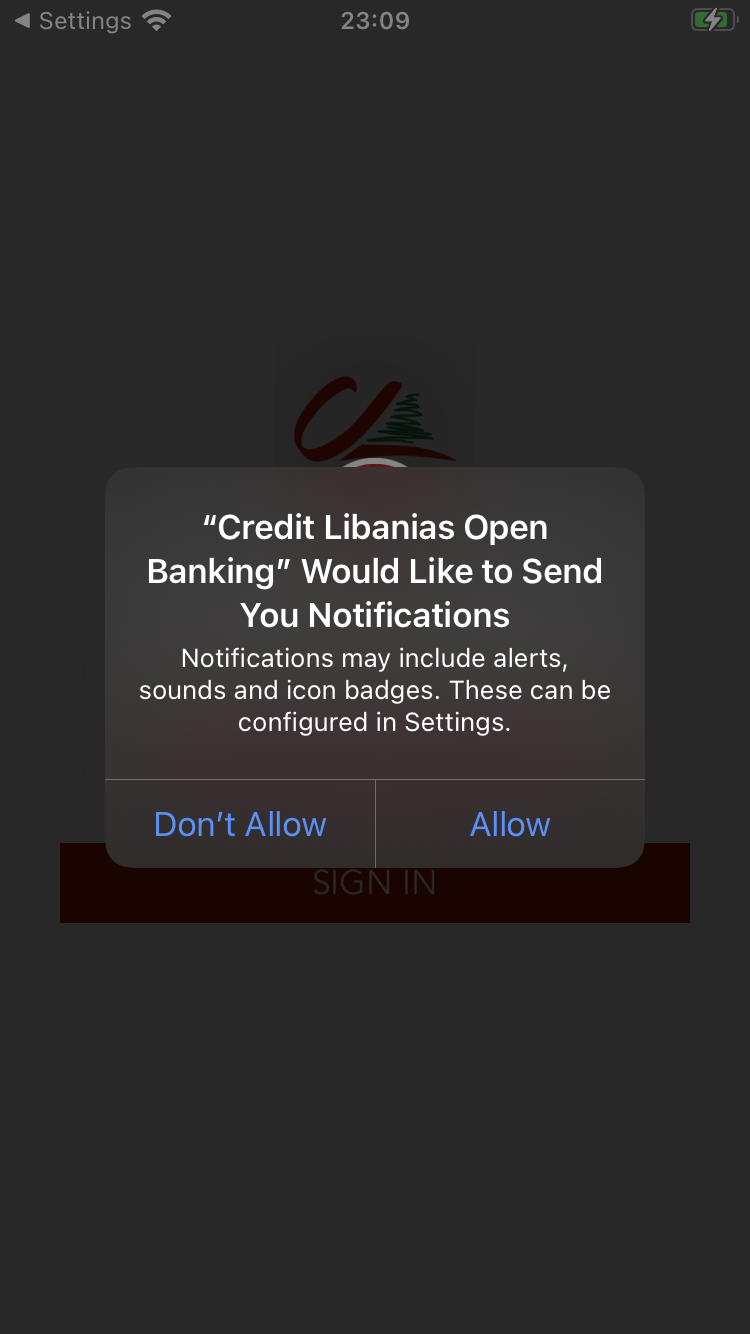 ◀ Settings
23:09
“Credit Libanias Open
Banking” Would Like to Send
You Notifications
Notifications may include alerts,
sounds and icon badges. These can be
configured in Settings.
Don’t Allow
Allow
SIGN IN